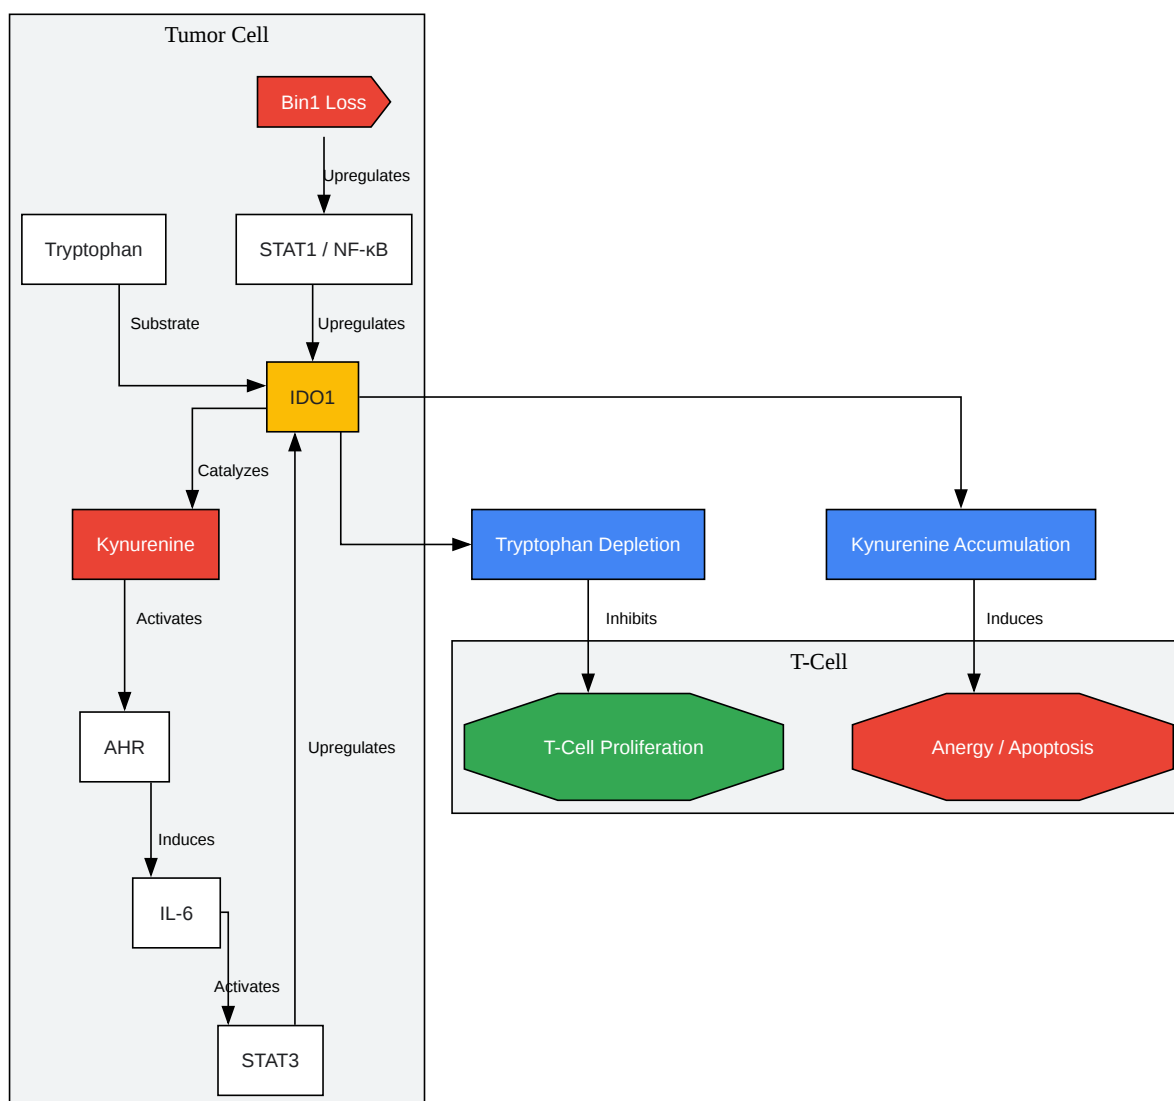 Tumor Cell
Bin1 Loss
Upregulates
Tryptophan
STAT1 / NF-κB
Substrate
Upregulates
IDO1
Catalyzes
Kynurenine
Tryptophan Depletion
Kynurenine Accumulation
Activates
Inhibits
Induces
T-Cell
AHR
Upregulates
T-Cell Proliferation
Anergy / Apoptosis
Induces
IL-6
Activates
STAT3